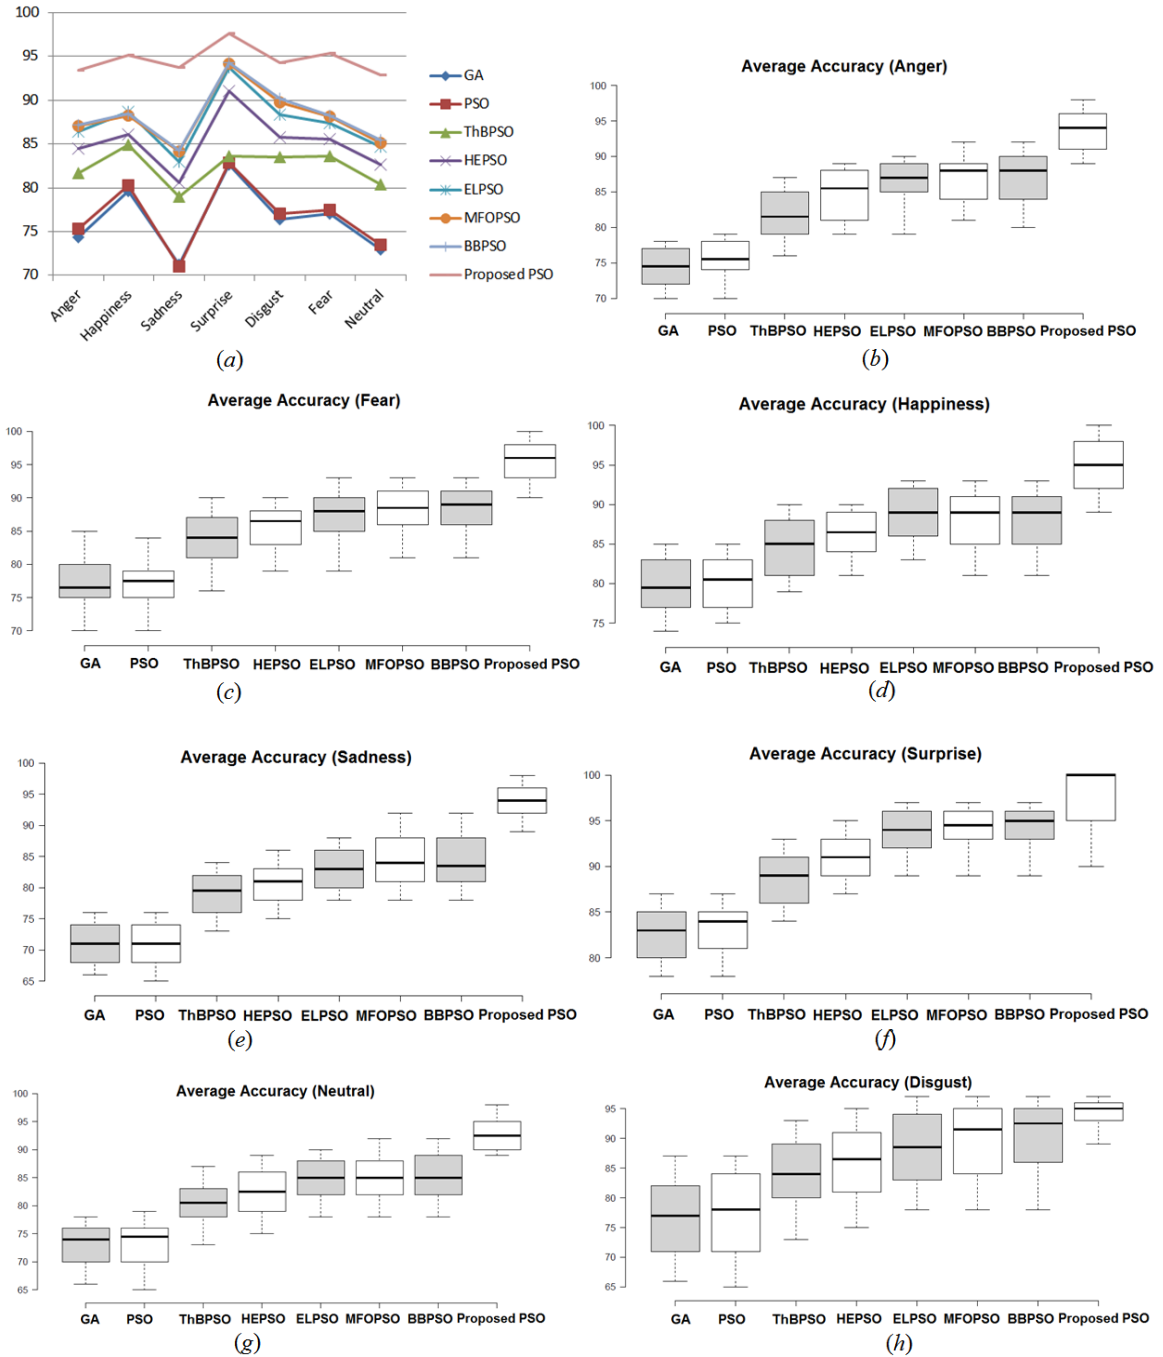 100
95
90
85
80
75
70
Anger
Happiness
Sadness
Surprise
Disgust
Fear
Neutral
GA
PSO
ThBPSO
HEPSO
ELPSO
MFOPSO
BBPSO
Proposed PSO
(a)
Average Accuracy (Anger)
100
95
90
85
80
75
70
GA PSO ThBPSO HEPSO ELPSO MFOPSO BBPSO Proposed PSO
(b)
Average Accuracy (Fear)
100
95
90
85
80
75
70
GA PSO ThBPSO HEPSO ELPSO MFOPSO BBPSO Proposed PSO
(c)
Average Accuracy (Happiness)
100
95
90
85
80
75
GA PSO ThBPSO HEPSO ELPSO MFOPSO BBPSO Proposed PSO
(d)
Average Accuracy (Sadness)
100
95
90
85
80
75
70
65
GA PSO ThBPSO HEPSO ELPSO MFOPSO BBPSO Proposed PSO
(e)
Average Accuracy (Surprise)
100
95
90
85
80
GA PSO ThBPSO HEPSO ELPSO MFOPSO BBPSO Proposed PSO
(f)
Average Accuracy (Neutral)
100
95
90
85
80
75
70
65
GA PSO ThBPSO HEPSO ELPSO MFOPSO BBPSO Proposed PSO
(g)
Average Accuracy (Disgust)
95
90
85
80
75
70
65
GA PSO ThBPSO HEPSO ELPSO MFOPSO BBPSO Proposed PSO
(h)